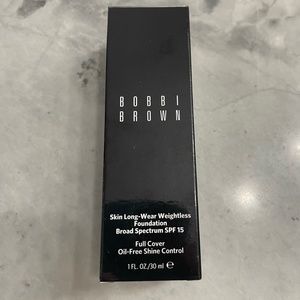 BOBBI
BROWN
Skin Long-Wear Weightless
Foundation
Broad Spectrum SPF 15
Full Cover
Oil-Free Shine Control
1 FL. OZ./30 ml ℮